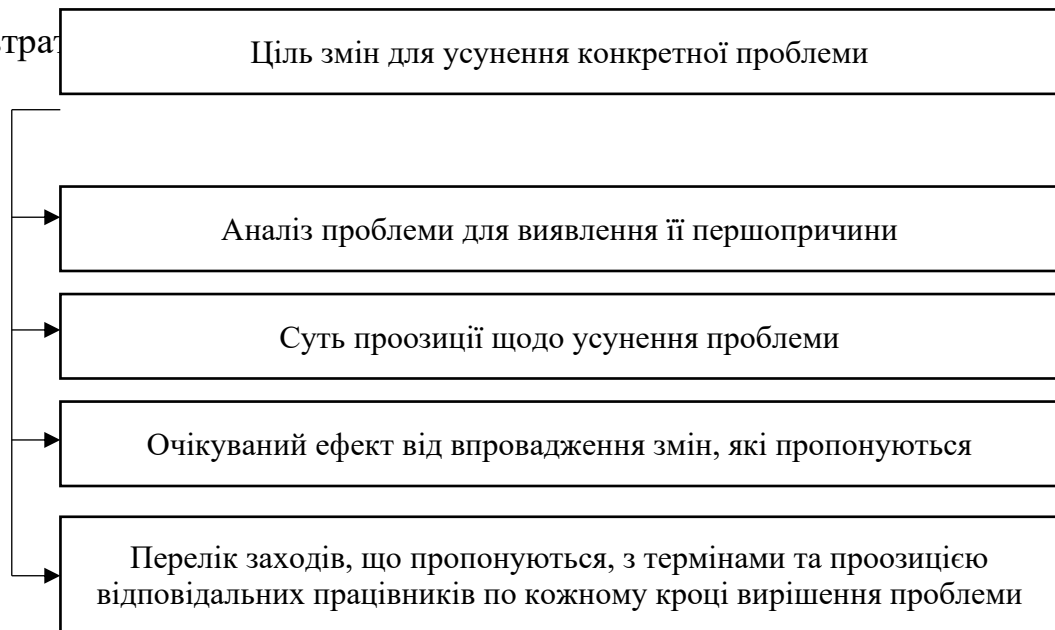 Ціль змін для усунення конкретної проблеми
Аналіз проблеми для виявлення її першопричини
Суть проозиції щодо усунення проблеми
Очікуваний ефект від впровадження змін, які пропонуються
Перелік заходів, що пропонуються, з термінами та проозицією
відповідальних працівників по кожному кроці вирішення проблеми